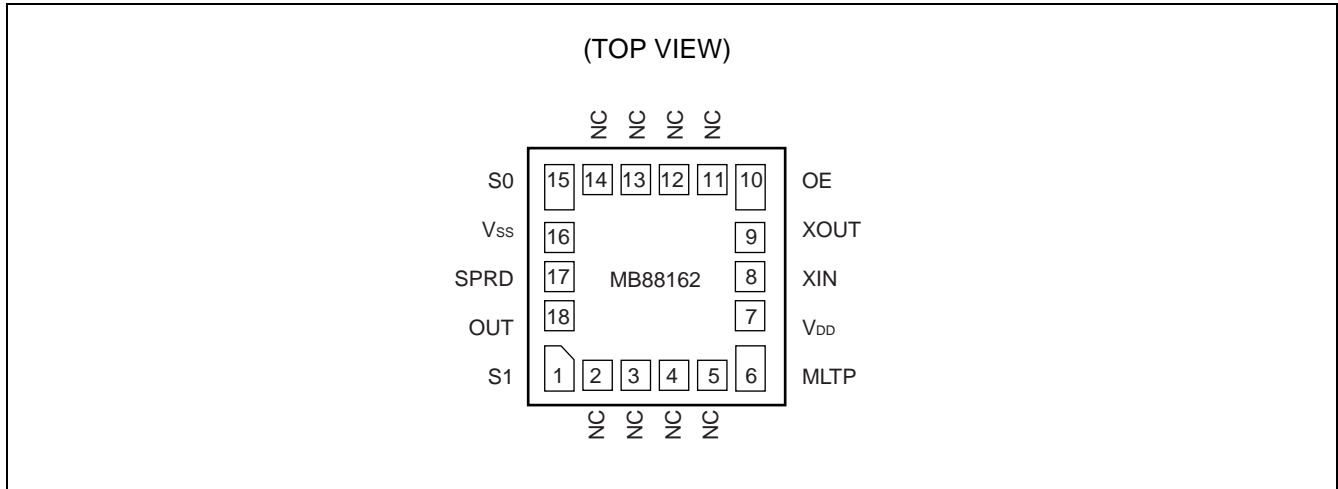 (TOP VIEW)
NC NC NC NC
S0 15 14 13 12 11 10 OE
Vss 16 9 XOUT
SPRD 17 MB88162 8 XIN
OUT 18 7 VDD
S1 1 2 3 4 5 6 MLTP
NC NC NC NC